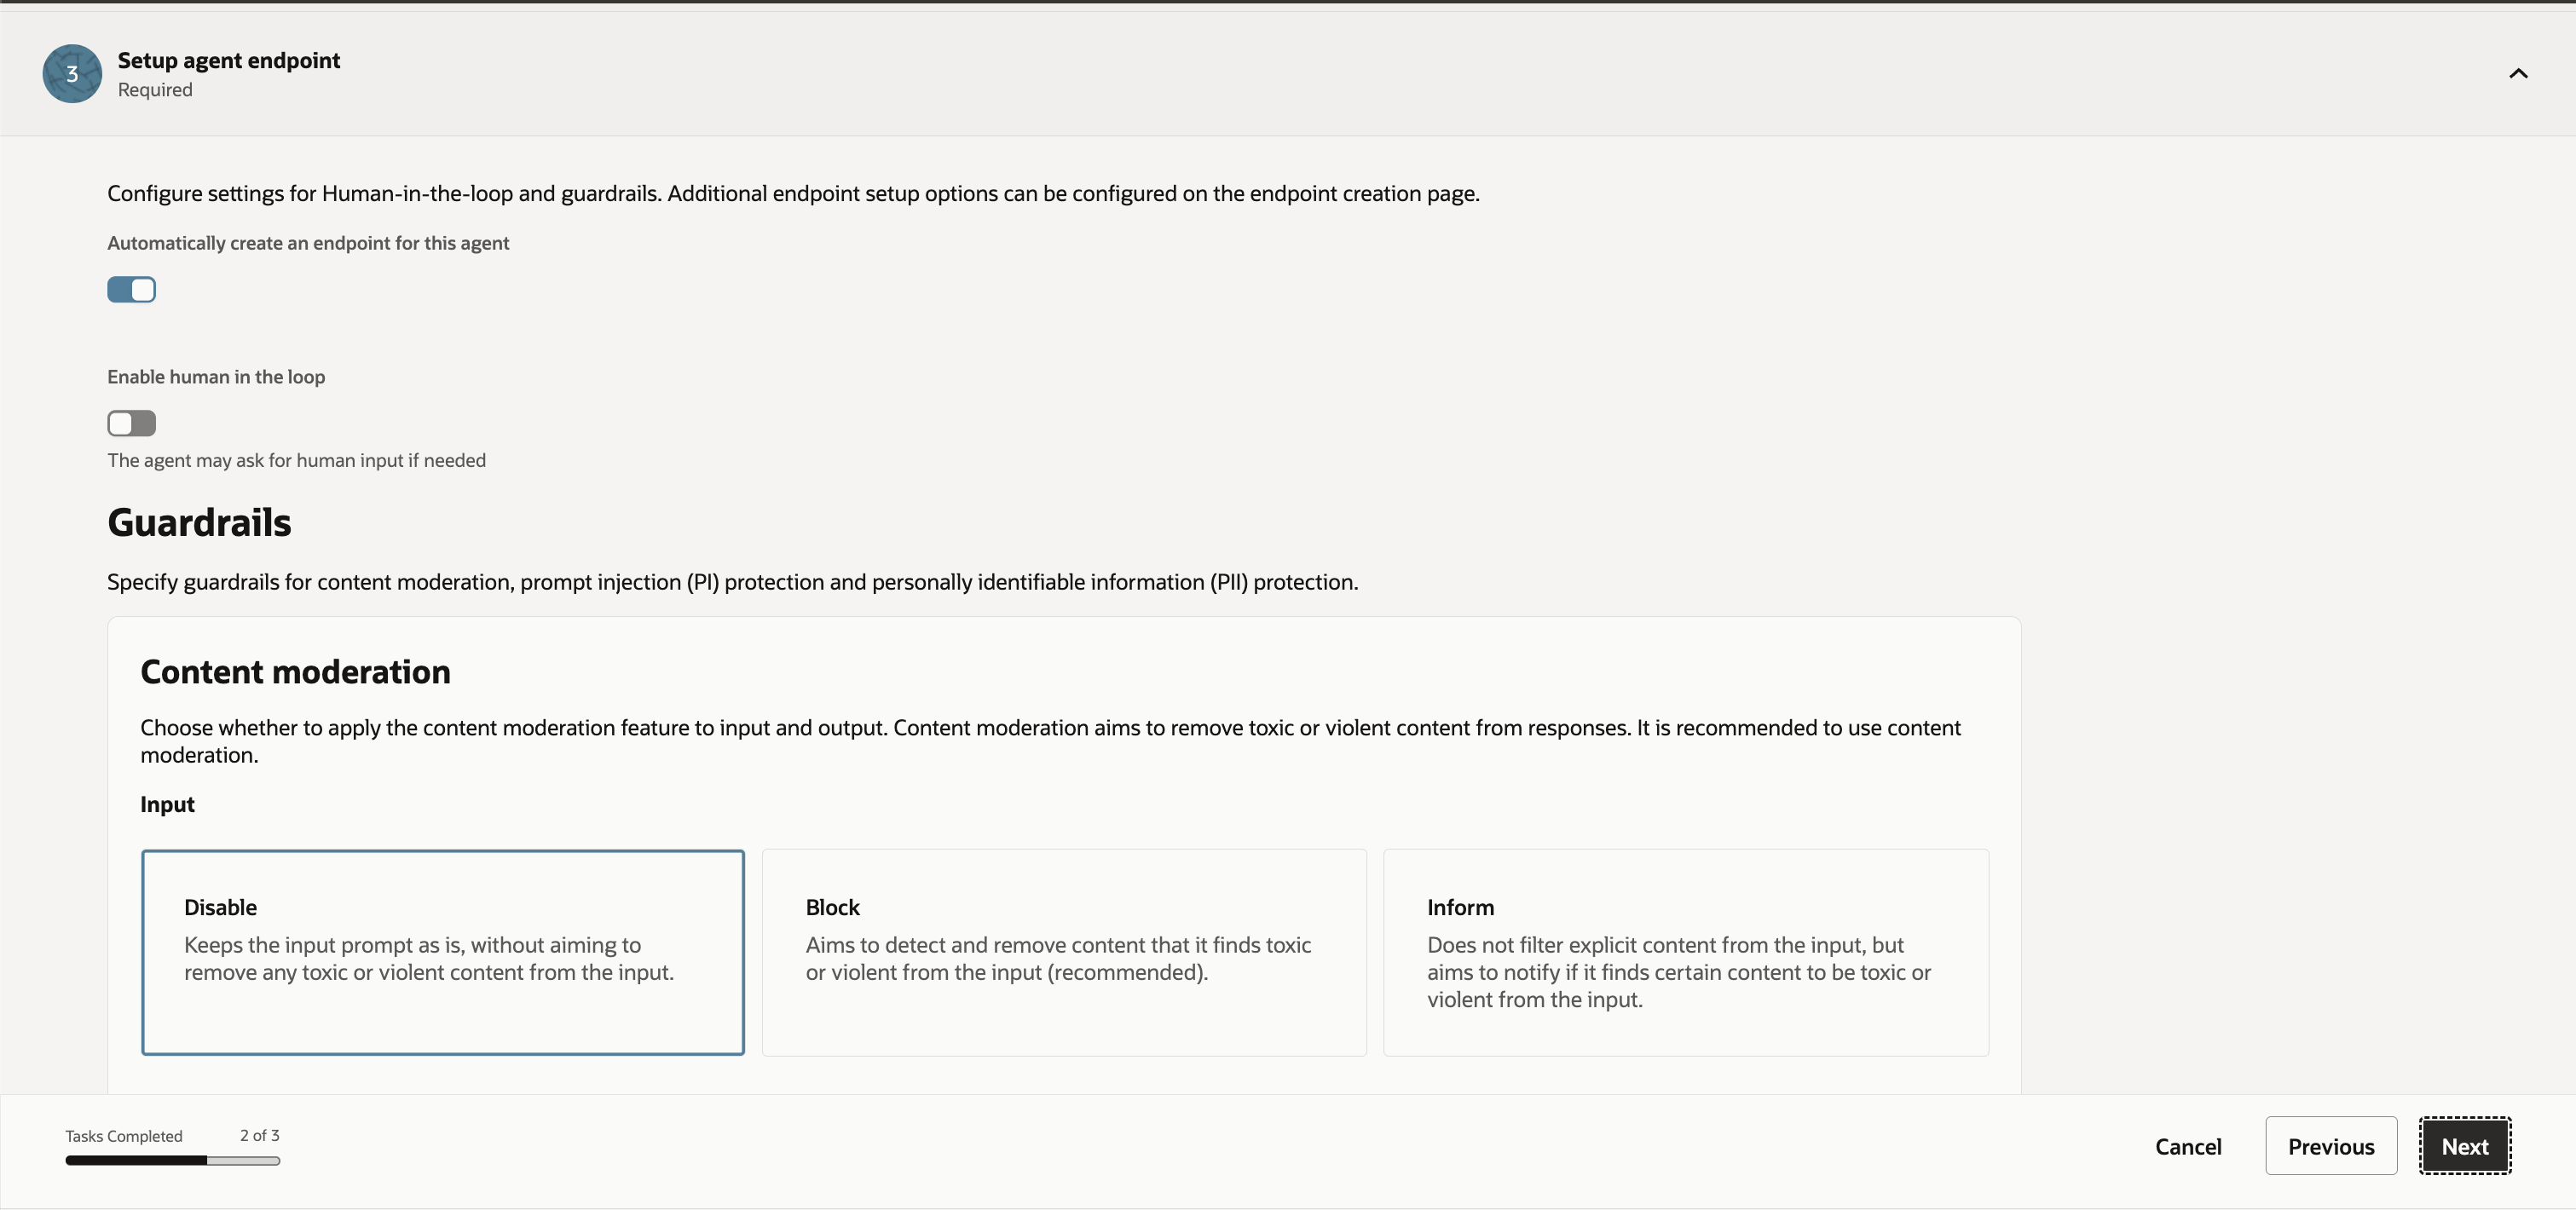 3
Setup agent endpoint
Required
Configure settings for Human-in-the-loop and guardrails. Additional endpoint setup options can be configured on the endpoint creation page.
Automatically create an endpoint for this agent
Enable human in the loop
The agent may ask for human input if needed
Guardrails
Specify guardrails for content moderation, prompt injection (PI) protection and personally identifiable information (PII) protection.
Content moderation
Choose whether to apply the content moderation feature to input and output. Content moderation aims to remove toxic or violent content from responses. It is recommended to use content
moderation.
Input
Disable
Keeps the input prompt as is, without aiming to
remove any toxic or violent content from the input.
Block
Aims to detect and remove content that it finds toxic
or violent from the input (recommended).
Inform
Does not filter explicit content from the input, but
aims to notify if it finds certain content to be toxic or
violent from the input.
Tasks Completed 2 of 3
Cancel
Previous
Next